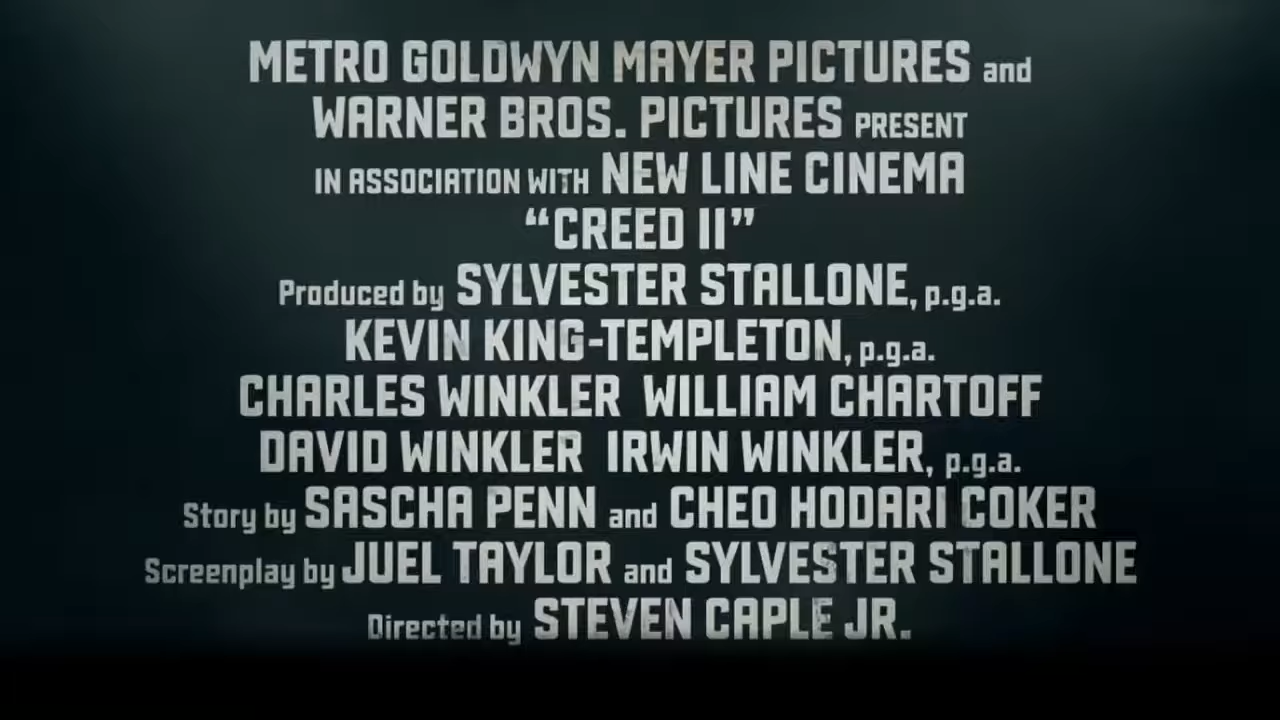 METRO GOLDWYN MAYER PICTURES and
WARNER BROS. PICTURES PRESENT
IN ASSOCIATION WITH NEW LINE CINEMA
“CREED II”
Produced by SYLVESTER STALLONE, p.g.a.
KEVIN KING-TEMPLETON, p.g.a.
CHARLES WINKLER WILLIAM CHARTOFF
DAVID WINKLER IRWIN WINKLER, p.g.a.
Story by SASCHA PENN and CHEO HODARI COKER
Screenplay by JUEL TAYLOR and SYLVESTER STALLONE
Directed by STEVEN CAPLE JR.